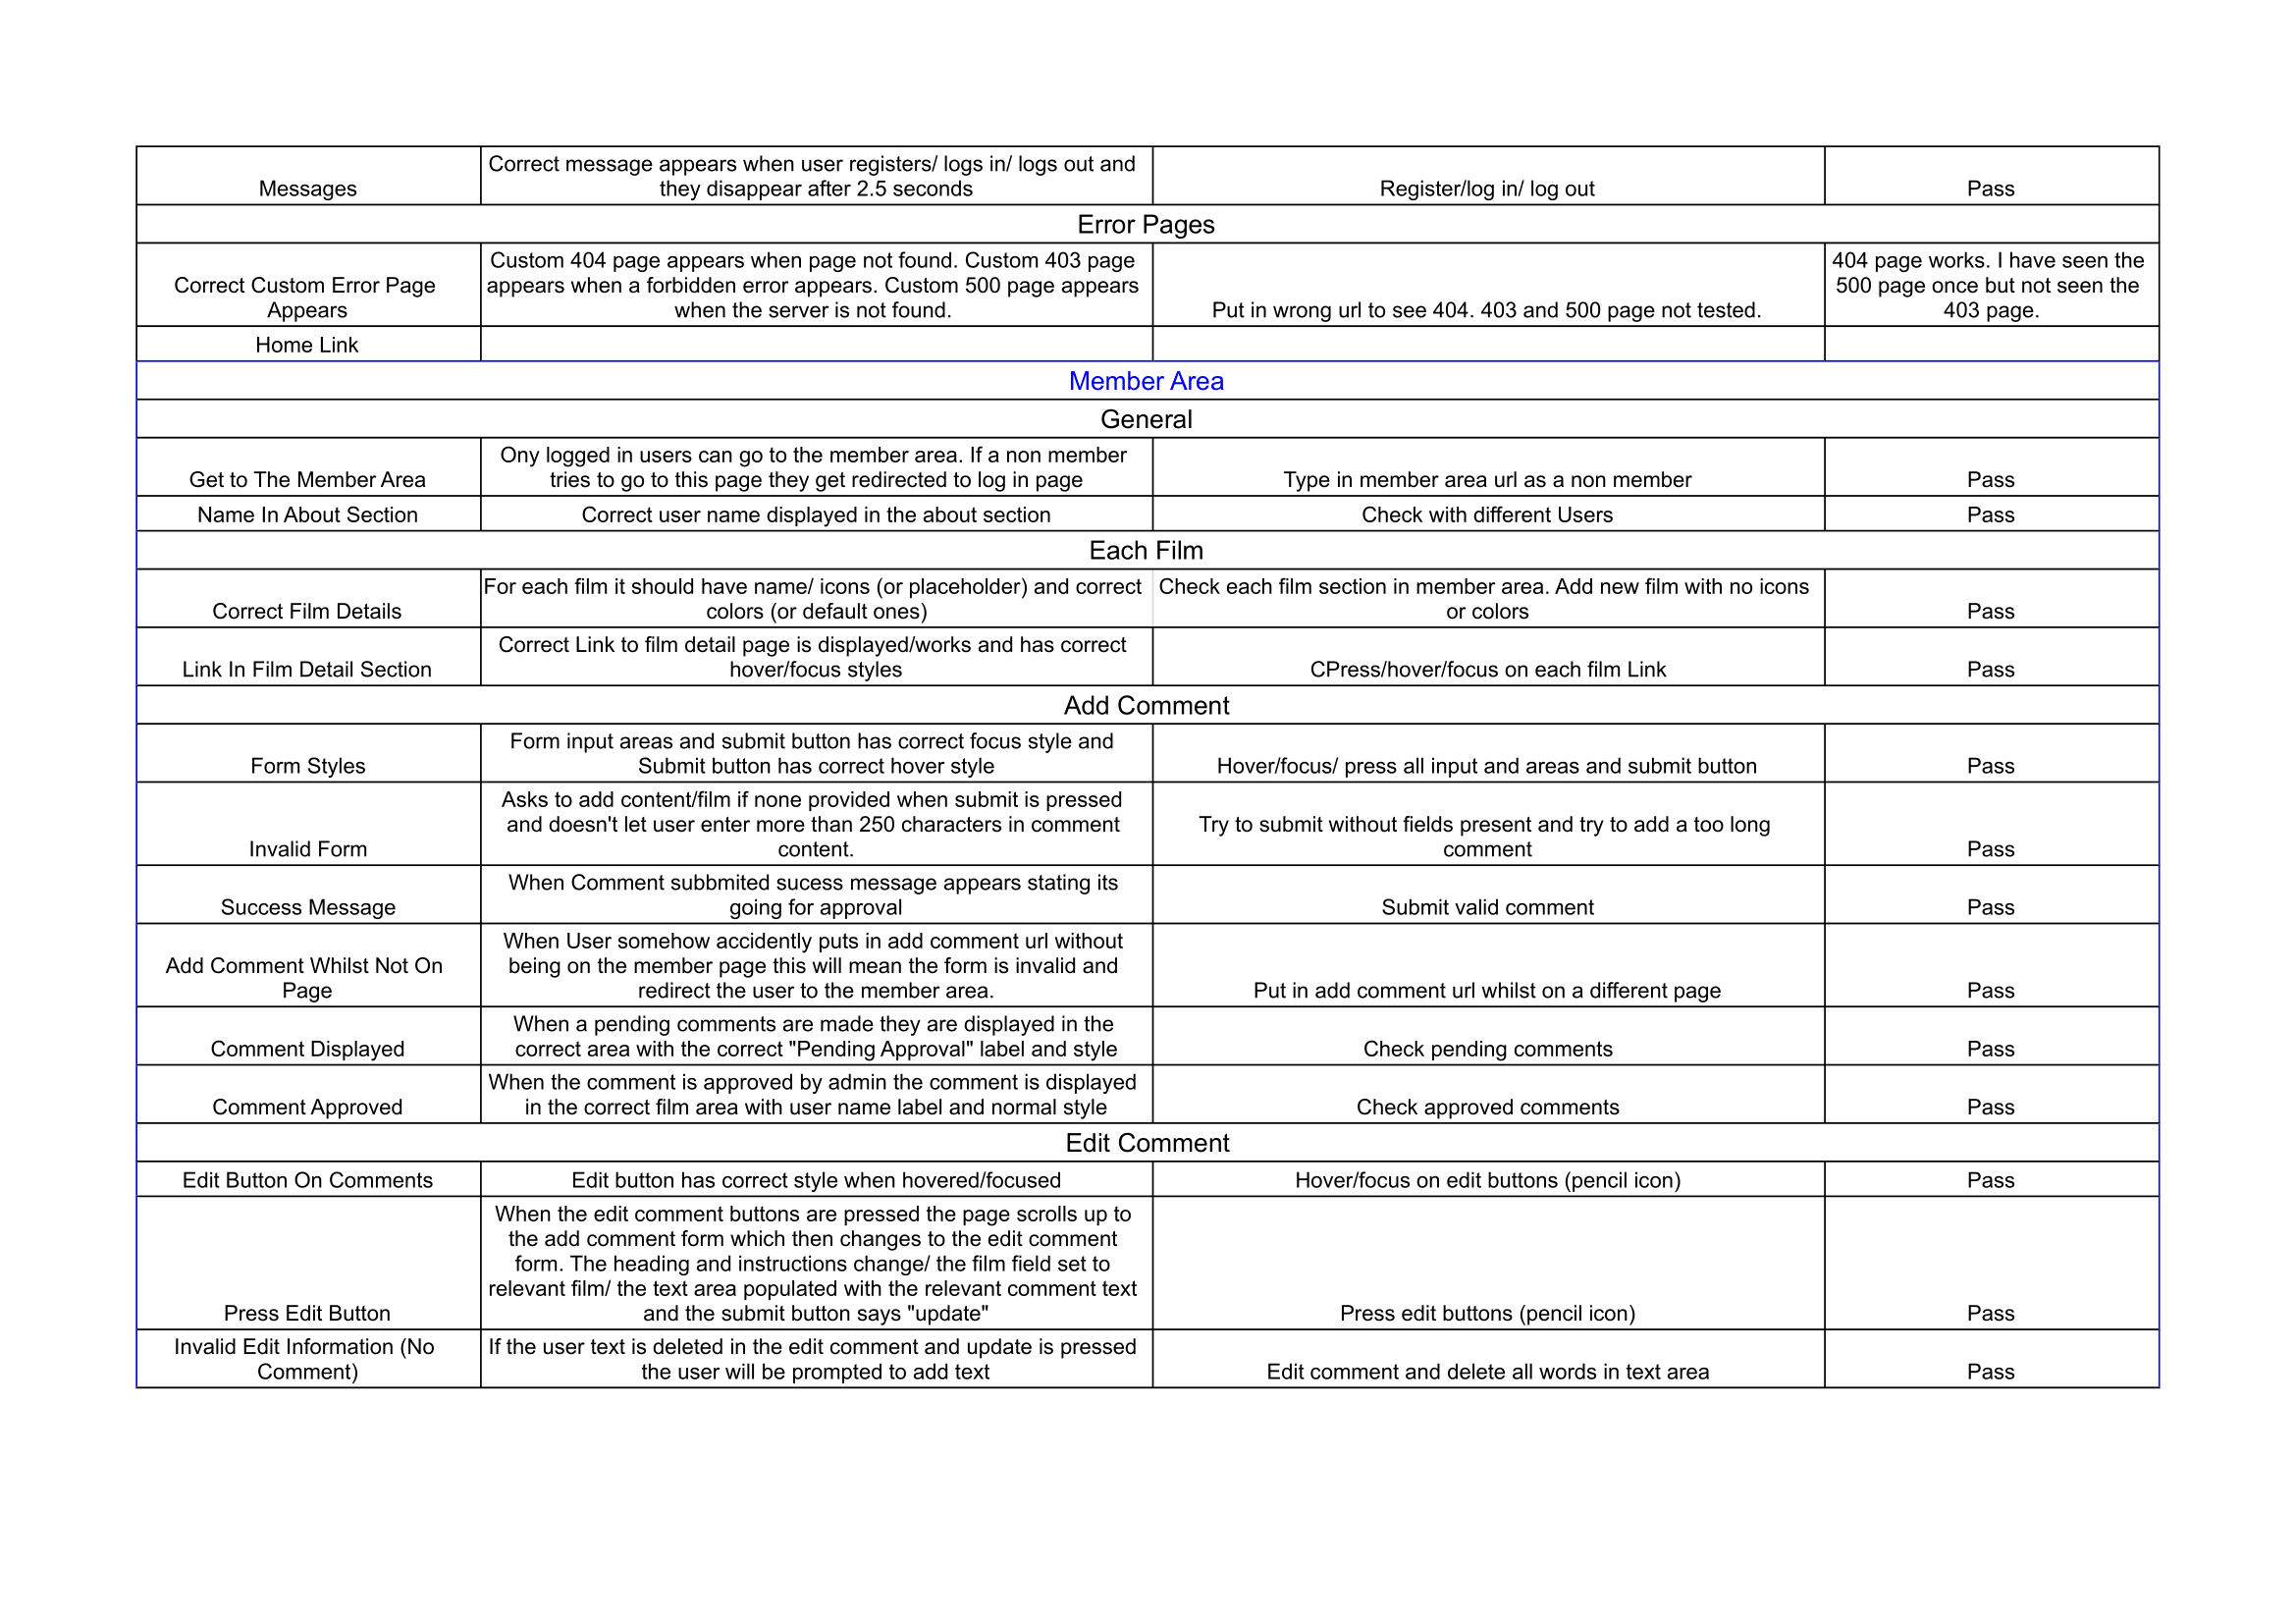 Messages
Correct message appears when user registers/ logs in/ logs out and
they disappear after 2.5 seconds
Register/log in/ log out
Pass
Error Pages
Correct Custom Error Page
Appears
Custom 404 page appears when page not found. Custom 403 page
appears when a forbidden error appears. Custom 500 page appears
when the server is not found.
Put in wrong url to see 404. 403 and 500 page not tested.
404 page works. I have seen the
500 page once but not seen the
403 page.
Home Link
Member Area
General
Get to The Member Area
Ony logged in users can go to the member area. If a non member
tries to go to this page they get redirected to log in page
Type in member area url as a non member
Pass
Name In About Section
Correct user name displayed in the about section
Check with different Users
Pass
Each Film
Correct Film Details
For each film it should have name/ icons (or placeholder) and correct
colors (or default ones)
Check each film section in member area. Add new film with no icons
or colors
Pass
Link In Film Detail Section
Correct Link to film detail page is displayed/works and has correct
hover/focus styles
CPress/hover/focus on each film Link
Pass
Add Comment
Form Styles
Form input areas and submit button has correct focus style and
Submit button has correct hover style
Hover/focus/ press all input and areas and submit button
Pass
Invalid Form
Asks to add content/film if none provided when submit is pressed
and doesn't let user enter more than 250 characters in comment
content.
Try to submit without fields present and try to add a too long
comment
Pass
Success Message
When Comment subbmited sucess message appears stating its
going for approval
Submit valid comment
Pass
Add Comment Whilst Not On
Page
When User somehow accidently puts in add comment url without
being on the member page this will mean the form is invalid and
redirect the user to the member area.
Put in add comment url whilst on a different page
Pass
Comment Displayed
When a pending comments are made they are displayed in the
correct area with the correct "Pending Approval" label and style
Check pending comments
Pass
Comment Approved
When the comment is approved by admin the comment is displayed
in the correct film area with user name label and normal style
Check approved comments
Pass
Edit Comment
Edit Button On Comments
Edit button has correct style when hovered/focused
Hover/focus on edit buttons (pencil icon)
Pass
Press Edit Button
When the edit comment buttons are pressed the page scrolls up to
the add comment form which then changes to the edit comment
form. The heading and instructions change/ the film field set to
relevant film/ the text area populated with the relevant comment text
and the submit button says "update"
Press edit buttons (pencil icon)
Pass
Invalid Edit Information (No
Comment)
If the user text is deleted in the edit comment and update is pressed
the user will be prompted to add text
Edit comment and delete all words in text area
Pass